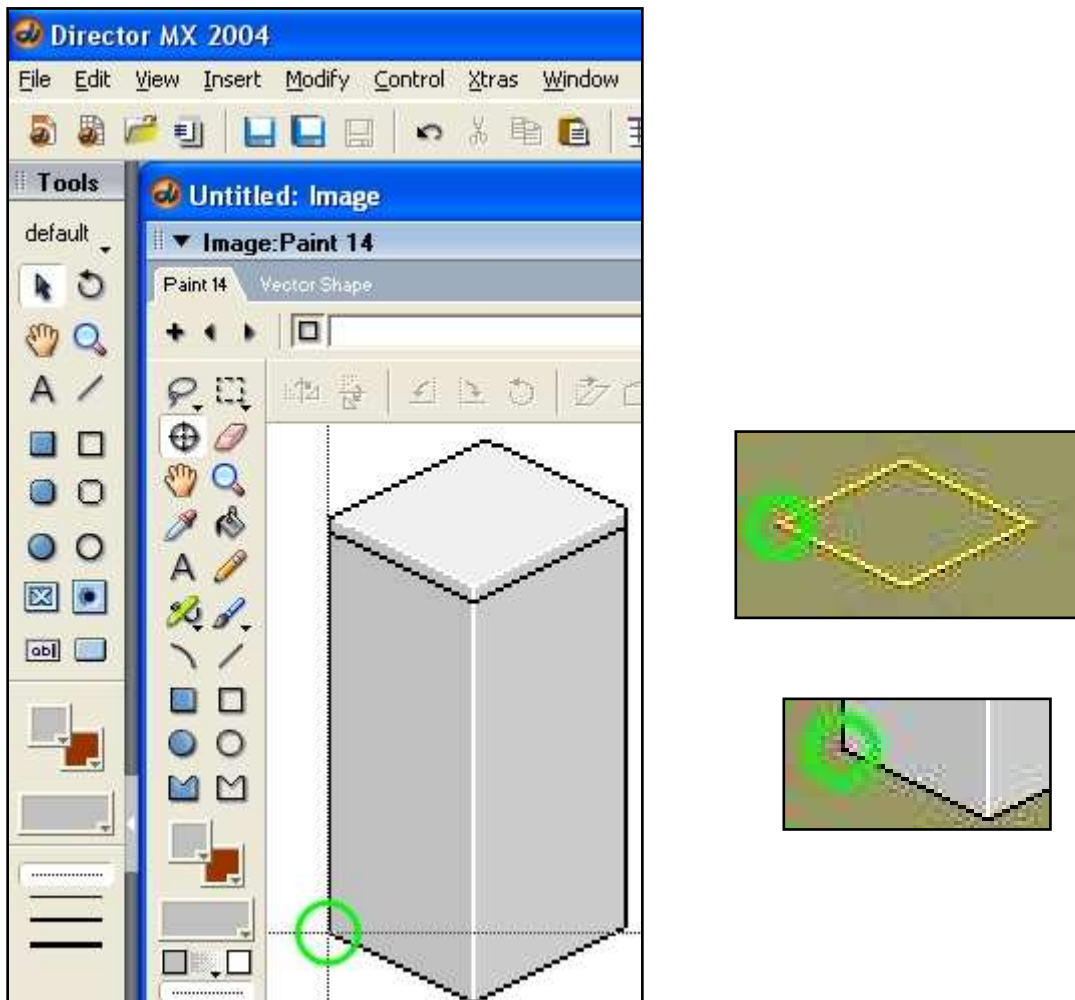 Director MX 2004
File Edit View Insert Modify Control Xtras Window
Tools
Untitled: Image
default
Image:Paint 14
Paint 14 Vector Shape
A
A
abl